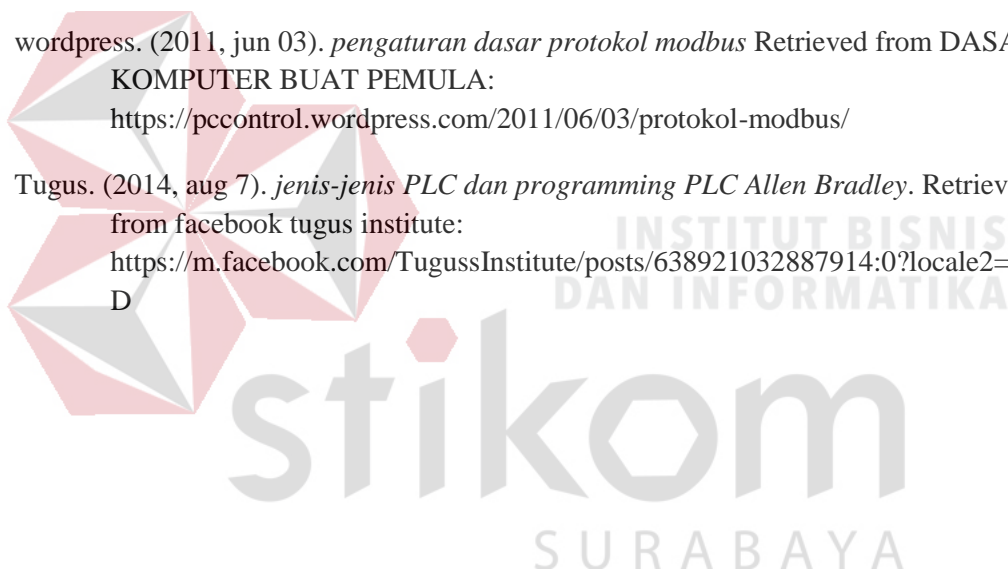 wordpress. (2011, jun 03). pengaturan dasar protokol modbus Retrieved from
KOMPUTER BUAT PEMULA:
https://pccontrol.wordpress.com/2011/06/03/protokol-modbus/
Tugus. (2014, aug 7). jenis-jenis PLC dan programming PLC Allen Bradley.
from facebook tugus institute:
https://m.facebook.com/TugussInstitute/posts/638921032887914:0?locale2=
D
INSTITUT BISNIS
DAN INFORMATIKA
stikom
SURABAYA